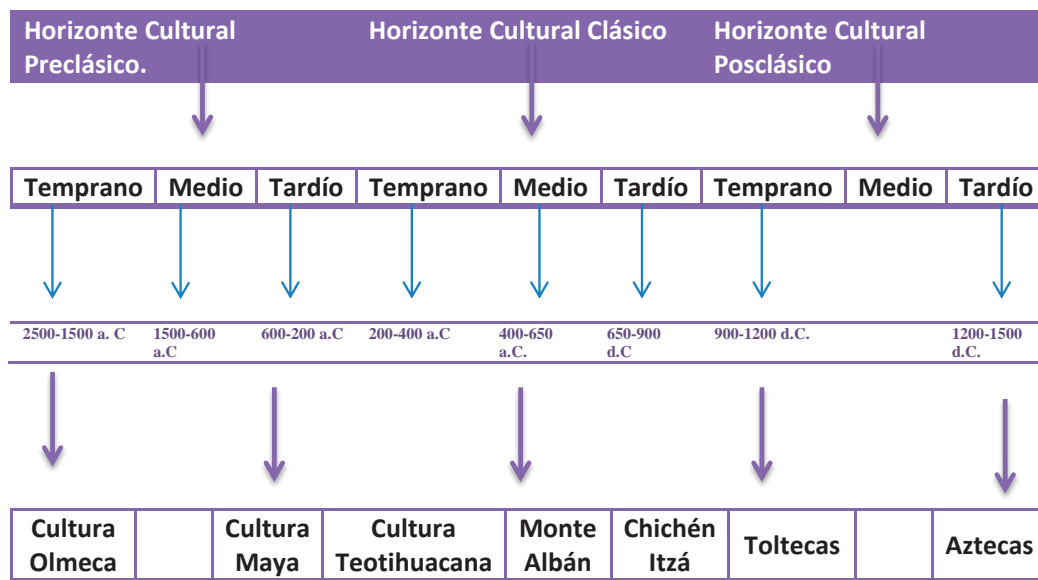 Horizonte Cultural Preclásico.
Horizonte Cultural Clásico
Horizonte Cultural Posclásico
Temprano Medio Tardío Temprano Medio Tardío Temprano Medio Tardío
2500-1500 a. C
1500-600 a.C
600-200 a.C
200-400 a.C
400-650 a.C.
650-900 d.C
900-1200 d.C.
1200-1500 d.C.
Cultura Olmeca
Cultura Maya
Cultura Teotihuacana
Monte Albán
Chichén Itzá
Toltecas
Aztecas